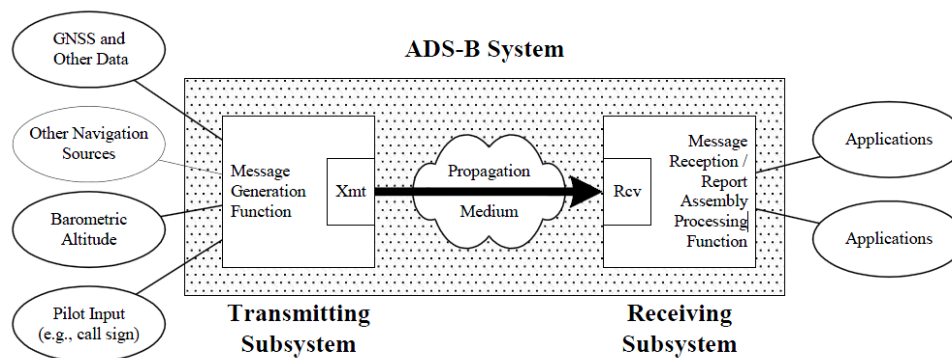 ADS-B System
GNSS and
Other Data
Other Navigation
Sources
Barometric
Altitude
Pilot Input
(e.g., call sign)
Message
Generation
Function
Xmt
Propagation
Medium
Rcv
Message
Reception /
Report
Assembly
Processing
Function
Applications
Applications
Transmitting
Subsystem
Receiving
Subsystem